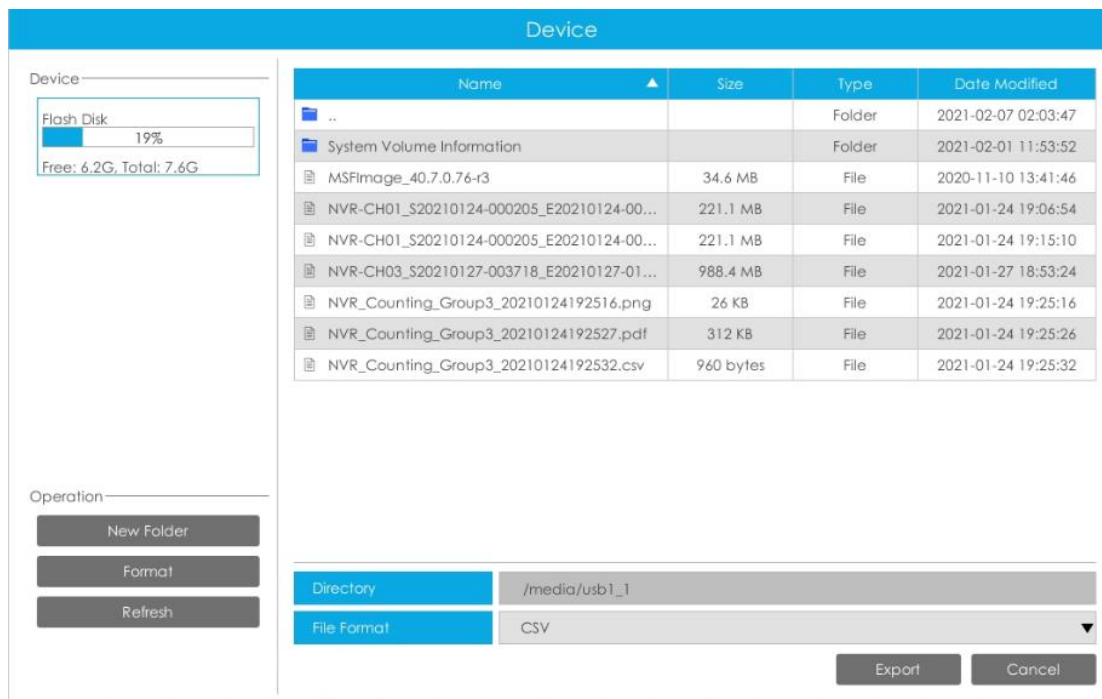 Device
Device
Flash Disk
19%
Free: 6.2G, Total: 7.6G
Operation
New Folder
Format
Refresh
Name ▲ Size Type Date Modified
.. Folder 2021-02-07 02:03:47
System Volume Information Folder 2021-02-01 11:53:52
MSFImage_40.7.0.76-r3 34.6 MB File 2020-11-10 13:41:46
NVR-CH01_S20210124-000205_E20210124-00... 221.1 MB File 2021-01-24 19:06:54
NVR-CH01_S20210124-000205_E20210124-00... 221.1 MB File 2021-01-24 19:15:10
NVR-CH03_S20210127-003718_E20210127-01... 988.4 MB File 2021-01-27 18:53:24
NVR_Counting_Group3_20210124192516.png 26 KB File 2021-01-24 19:25:16
NVR_Counting_Group3_20210124192527.pdf 312 KB File 2021-01-24 19:25:26
NVR_Counting_Group3_20210124192532.csv 960 bytes File 2021-01-24 19:25:32
Directory /media/usb1_1
File Format CSV ▼
Export Cancel